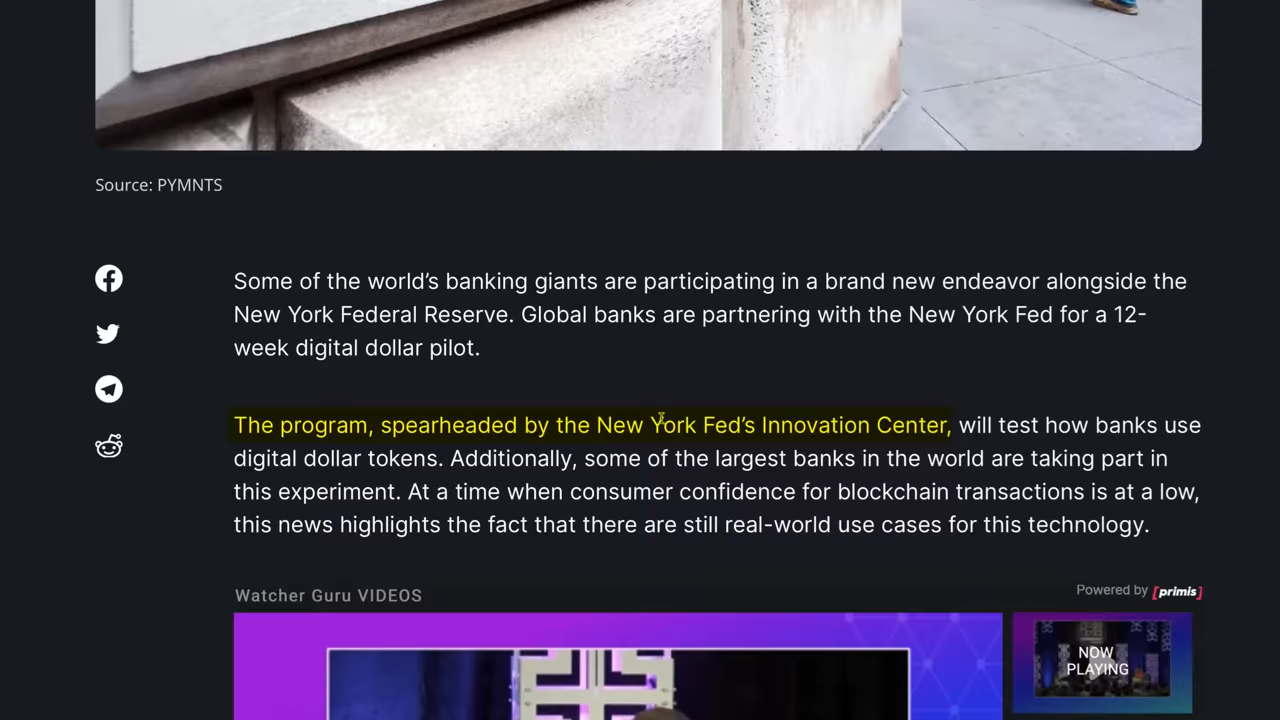 Source: PYMNTS
Some of the world’s banking giants are participating in a brand new endeavor alongside the
New York Federal Reserve. Global banks are partnering with the New York Fed for a 12-
week digital dollar pilot.
The program, spearheaded by the New York Fed’s Innovation Center, will test how banks use
digital dollar tokens. Additionally, some of the largest banks in the world are taking part in
this experiment. At a time when consumer confidence for blockchain transactions is at a low,
this news highlights the fact that there are still real-world use cases for this technology.
Watcher Guru VIDEOS
Powered by [primis]
NOW
PLAYING